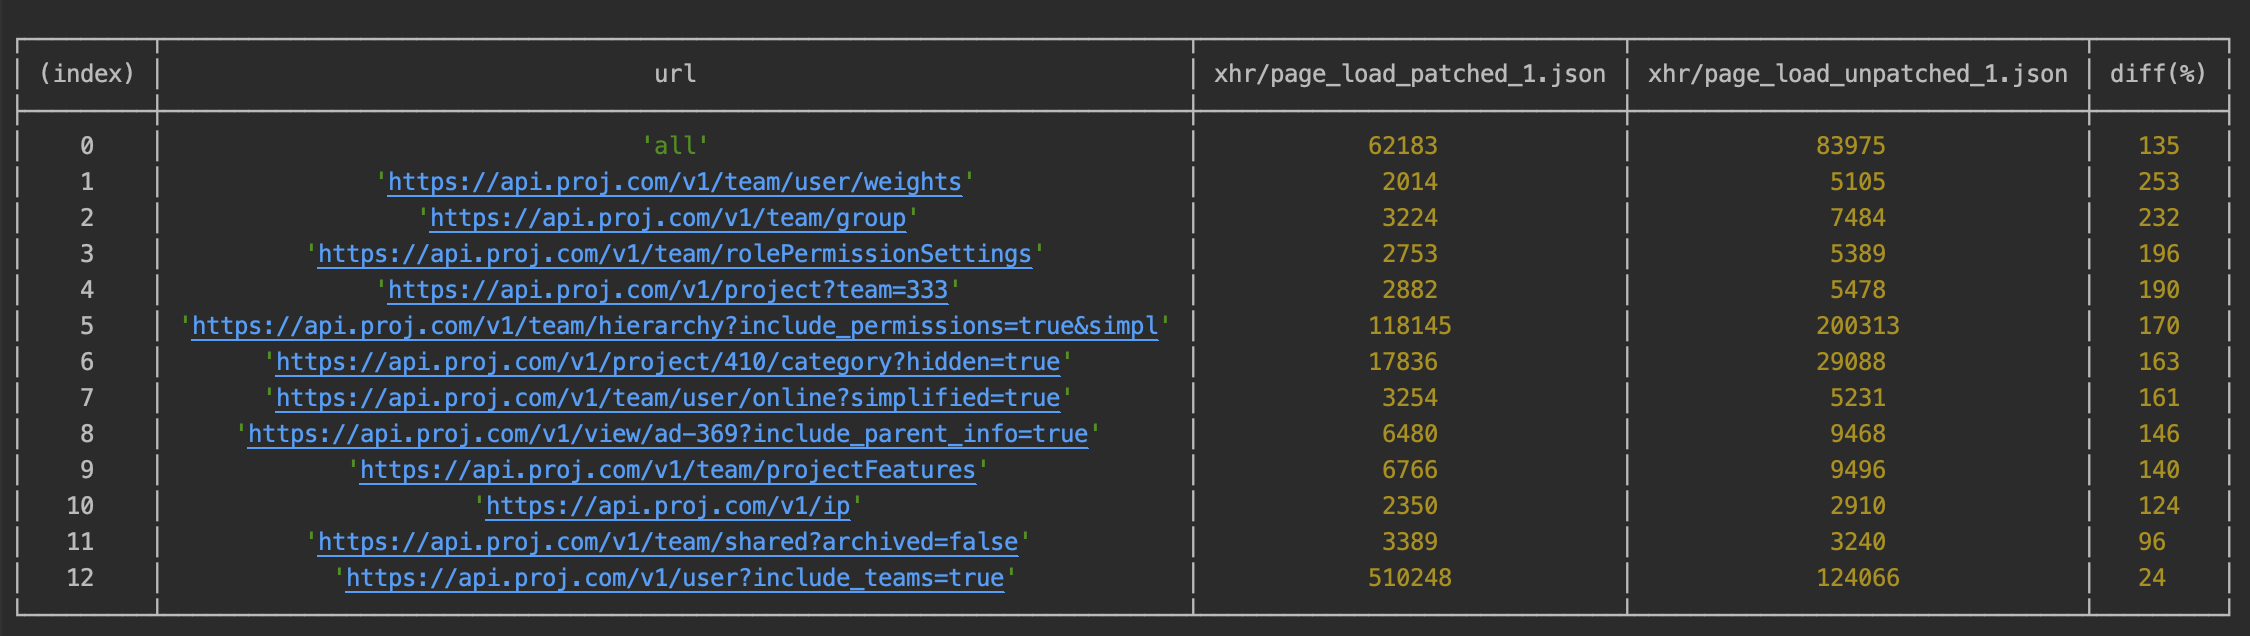 (index) url xhr/page_load_patched_1.json xhr/page_load_unpatched_1.json diff(%)
0 'all' 62183 83975 135
1 'https://api.proj.com/v1/team/user/weights' 2014 5105 253
2 'https://api.proj.com/v1/team/group' 3224 7484 232
3 'https://api.proj.com/v1/team/rolePermissionSettings' 2753 5389 196
4 'https://api.proj.com/v1/project?team=333' 2882 5478 190
5 'https://api.proj.com/v1/team/hierarchy?include_permissions=true&simpl' 118145 200313 170
6 'https://api.proj.com/v1/project/410/category?hidden=true' 17836 29088 163
7 'https://api.proj.com/v1/team/user/online?simplified=true' 3254 5231 161
8 'https://api.proj.com/v1/view/ad-369?include_parent_info=true' 6480 9468 146
9 'https://api.proj.com/v1/team/projectFeatures' 6766 9496 140
10 'https://api.proj.com/v1/ip' 2350 2910 124
11 'https://api.proj.com/v1/team/shared?archived=false' 3389 3240 96
12 'https://api.proj.com/v1/user?include_teams=true' 510248 124066 24